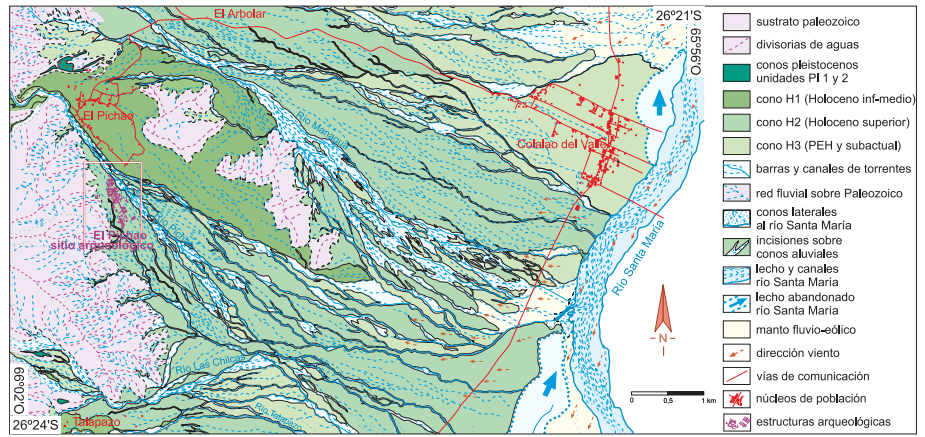 El Arbolar
26º21'S
65º56'O
El Pichao
Río Managua
Colalao del Valle
El Pichao
sitio arqueológico
Río Santa María
Río Las Chilcas
Río Talapazo
66º02'O
26º24'S
Talapazo
N
0 0,5 1 km
sustrato paleozoico
divisorias de aguas
conos pleistocenos
unidades Pl 1 y 2
cono H1 (Holoceno inf-medio)
cono H2 (Holoceno superior)
cono H3 (PEH y subactual)
barras y canales de torrentes
red fluvial sobre Paleozoico
conos laterales
al río Santa María
incisiones sobre
conos aluviales
lecho y canales
río Santa María
lecho abandonado
río Santa María
manto fluvio-eólico
dirección viento
vías de comunicación
núcleos de población
estructuras arqueológicas